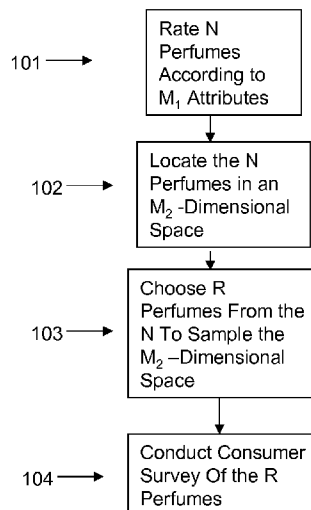 101
Rate N
Perfumes
According to
M₁ Attributes
102
Locate the N
Perfumes in an
M₂ -Dimensional
Space
103
Choose R
Perfumes From the
N To Sample the
M₂ –Dimensional
Space
104
Conduct Consumer
Survey Of the R
Perfumes